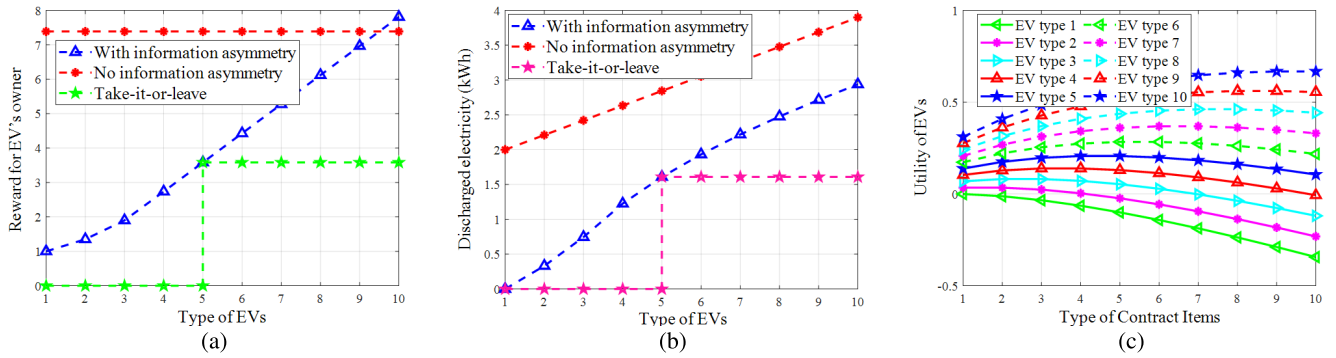 8
7
6
5
4
3
2
1
0
With information asymmetry
No information asymmetry
Take-it-or-leave
Reward for EV's owner
1 2 3 4 5 6 7 8 9 10
Type of EVs
(a)
4
3.5
3
2.5
2
1.5
1
0.5
0
With information asymmetry
No information asymmetry
Take-it-or-leave
Discharged electricity (kWh)
1 2 3 4 5 6 7 8 9 10
Type of EVs
(b)
1
0.5
0
-0.5
EV type 1 EV type 6
EV type 2 EV type 7
EV type 3 EV type 8
EV type 4 EV type 9
EV type 5 EV type 10
Utility of EVs
1 2 3 4 5 6 7 8 9 10
Type of Contract Items
(c)